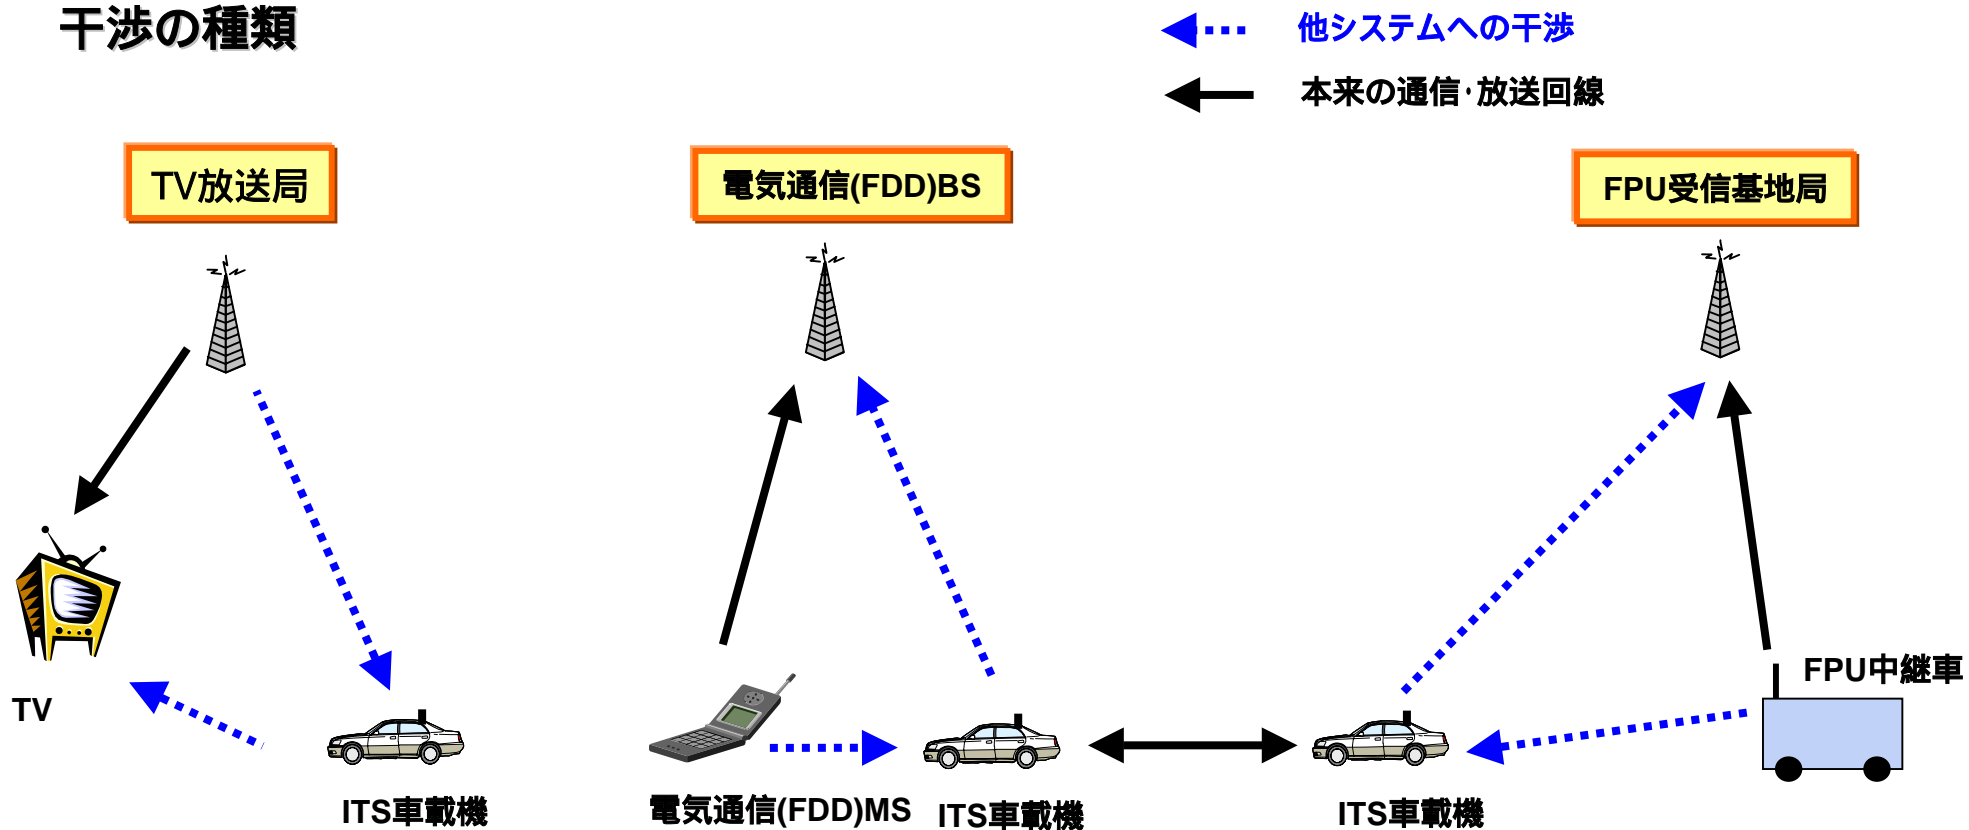 干渉の種類
他システムへの干渉
本来の通信・放送回線
TV放送局
電気通信(FDD)BS
FPU受信基地局
FPU中継車
TV
ITS車載機
電気通信(FDD)MS
ITS車載機
ITS車載機